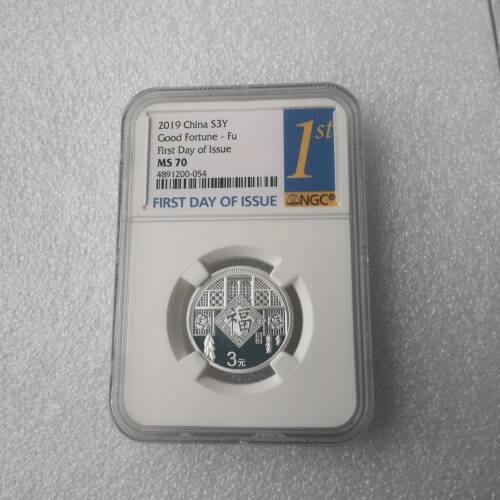 2019 China S3Y
Good Fortune - Fu
First Day of Issue
MS 70
4891200-054
1st
FIRST DAY OF ISSUE
NGC®
福
3元